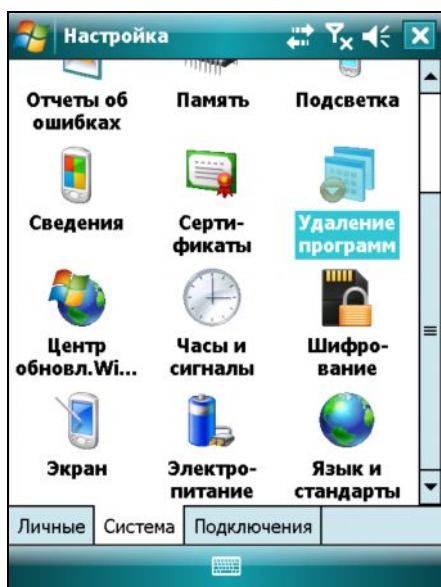 Настройка
Отчеты об ошибках
Память
Подсветка
Сведения
Серти-
фикаты
Удаление
программ
Центр
обновл.Wi...
Часы и
сигналы
Шифро-
вание
Экран
Электро-
питание
Язык и
стандарты
Личные Система Подключения